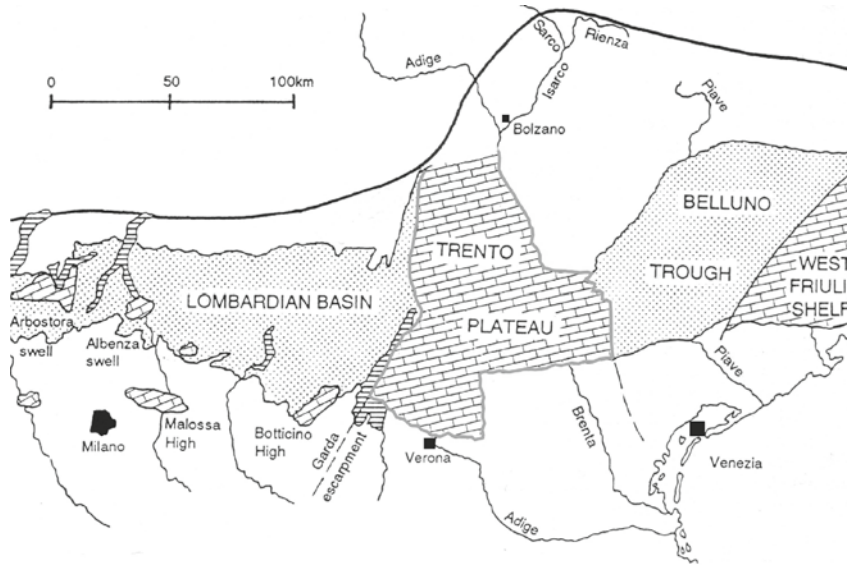 0 50 100km
Adige
Sarco
Rienza
Isarco
Bolzano
Piave
BELLUNO
TROUGH
TRENTO
PLATEAU
LOMBARDIAN BASIN
WEST
FRIULI
SHELF
Arbostora
swell
Albenza
swell
Milano
Malossa
High
Botticino
High
Garda
escarpment
Verona
Brenta
Piave
Venezia
Adige